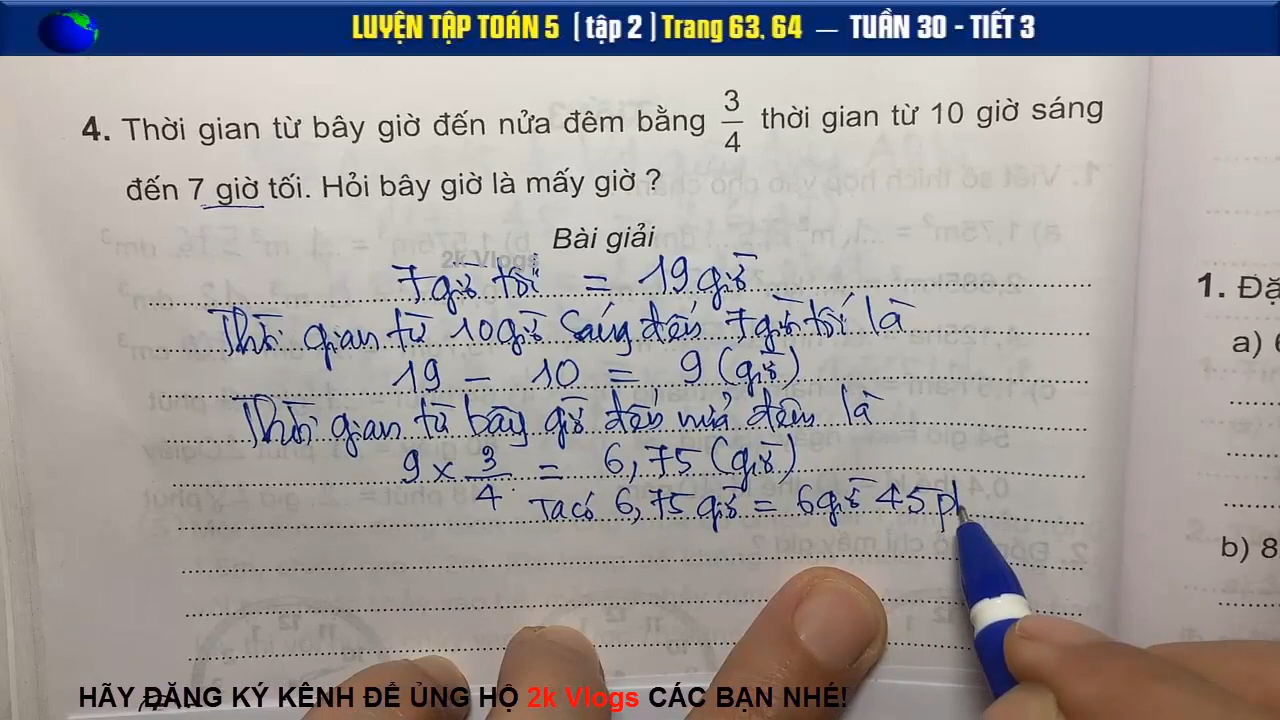 LUYỆN TẬP TOÁN 5 [ tập 2 ] Trang 63, 64 — TUẦN 30 - TIẾT 3
4. Thời gian từ bây giờ đến nửa đêm bằng 3/4 thời gian từ 10 giờ sáng
đến 7 giờ tối. Hỏi bây giờ là mấy giờ ?
Bài giải
2k Vlogs
7 giờ tối = 19 giờ
Thời gian từ 10 giờ sáng đến 7 giờ tối là
19 - 10 = 9 (giờ)
Thời gian từ bây giờ đến nửa đêm là
9 x 3/4 = 6,75 (giờ)
Ta có 6,75 giờ = 6 giờ 45 ph
1. Đặ
a) 6
b) 8
HÃY ĐĂNG KÝ KÊNH ĐỂ ỦNG HỘ 2k Vlogs CÁC BẠN NHÉ!